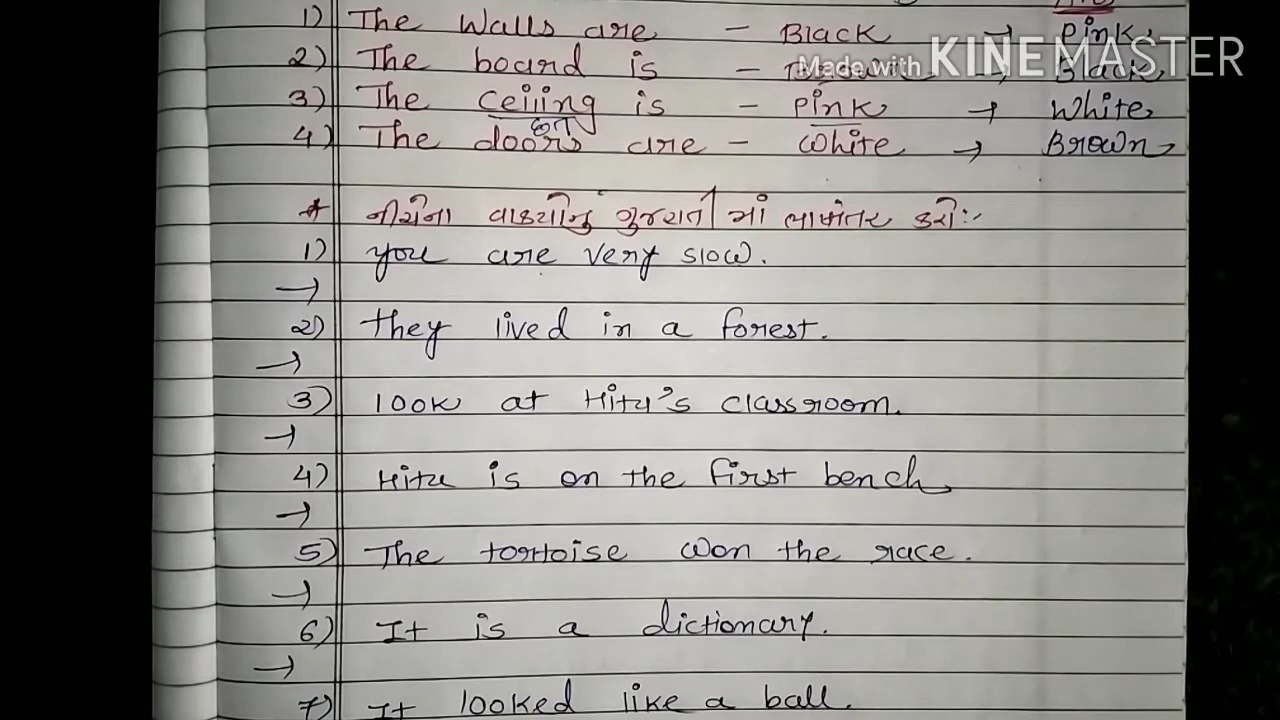 1) The Walls are - Black → Pink
Made with KINEMASTER
2) The board is - → Black
3) The ceiling is - Pink → White
છત
4) The doors are - White → Brown
* નીચેના વાક્યોનું ગુજરાતી માં ભાષાંતર કરો:-
1) you are very slow.
→
2) they lived in a forest.
→
3) look at Hitu's classroom.
→
4) Hitu is on the first bench.
→
5) The tortoise won the race.
→
6) It is a dictionary.
→
7) It looked like a ball.